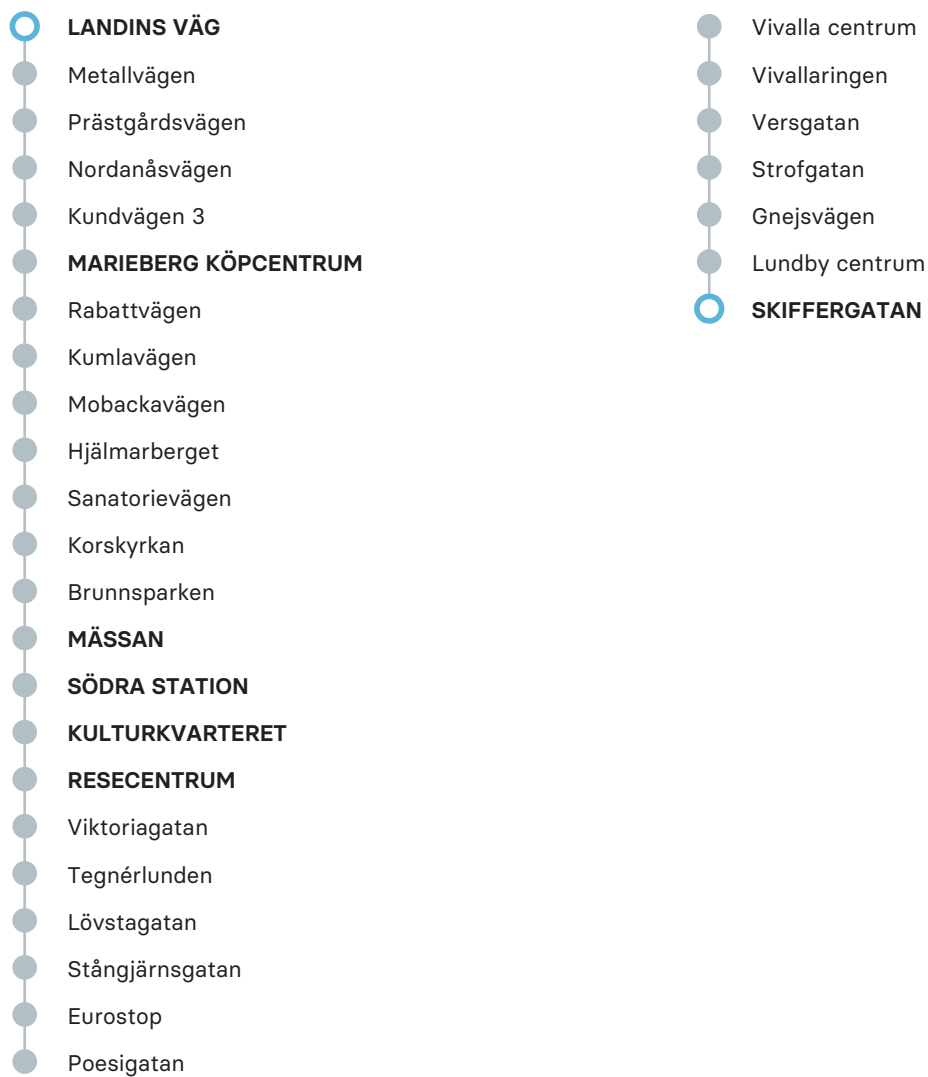 LANDINS VÄG
Metallvägen
Prästgårdsvägen
Nordanåsvägen
Kundvägen 3
MARIEBERG KÖPCENTRUM
Rabattvägen
Kumlavägen
Mobackavägen
Hjälmarberget
Sanatorievägen
Korskyrkan
Brunnsparken
MÄSSAN
SÖDRA STATION
KULTURKVARTERET
RESECENTRUM
Viktoriagatan
Tegnérlunden
Lövstagatan
Stångjärnsgatan
Eurostop
Poesigatan
Vivalla centrum
Vivallaringen
Versgatan
Strofgatan
Gnejsvägen
Lundby centrum
SKIFFERGATAN